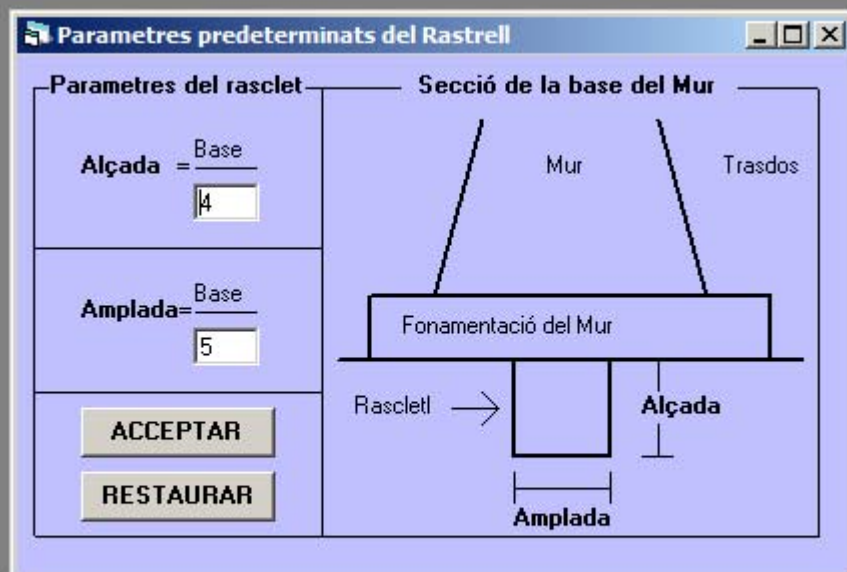 Parametres predeterminats del Rastrell
Parametres del rasclet
Alçada = Base
4
Amplada= Base
5
ACCEPTAR
RESTAURAR
Secció de la base del Mur
Mur
Trasdos
Fonamentació del Mur
Rascletl
Alçada
Amplada